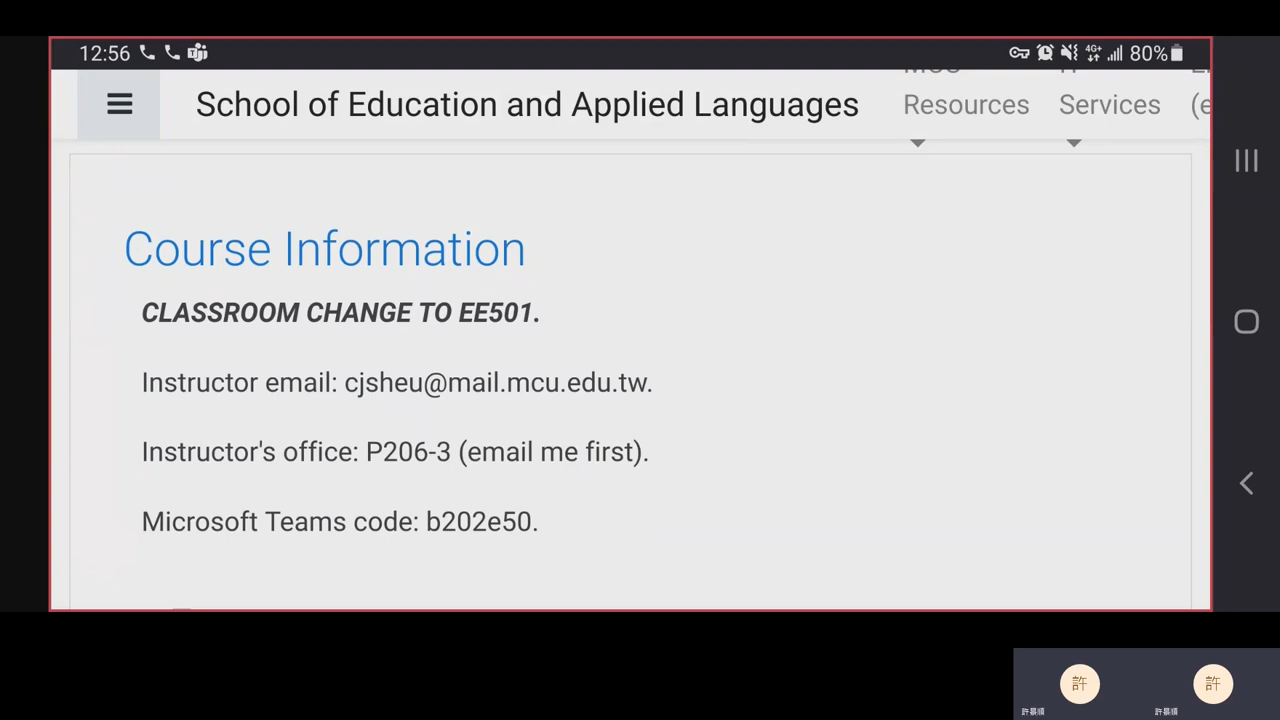 12:56
4G+
80%
School of Education and Applied Languages
Resources
Services
(e
Course Information
CLASSROOM CHANGE TO EE501.
Instructor email: cjsheu@mail.mcu.edu.tw.
Instructor's office: P206-3 (email me first).
Microsoft Teams code: b202e50.
許
許